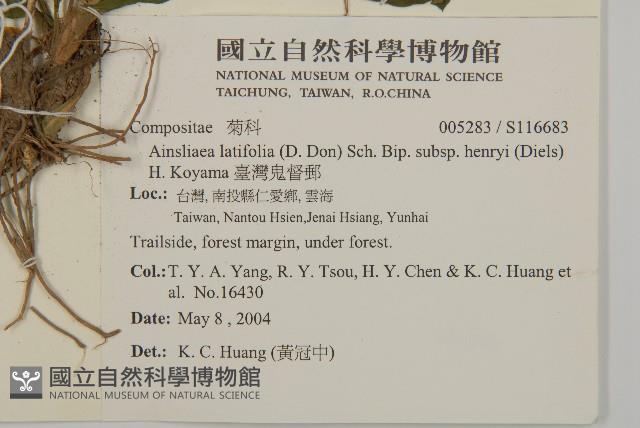 國立自然科學博物館
NATIONAL MUSEUM OF NATURAL SCIENCE
TAICHUNG, TAIWAN, R.O.CHINA
Compositae 菊科 005283 / S116683
Ainsliaea latifolia (D. Don) Sch. Bip. subsp. henryi (Diels)
H. Koyama 臺灣鬼督郵
Loc.: 台灣, 南投縣仁愛鄉, 雲海
Taiwan, Nantou Hsien,Jenai Hsiang, Yunhai
Trailside, forest margin, under forest.
Col.: T. Y. A. Yang, R. Y. Tsou, H. Y. Chen & K. C. Huang et
al. No.16430
Date: May 8 , 2004
Det.: K. C. Huang (黃冠中)
國立自然科學博物館
NATIONAL MUSEUM OF NATURAL SCIENCE